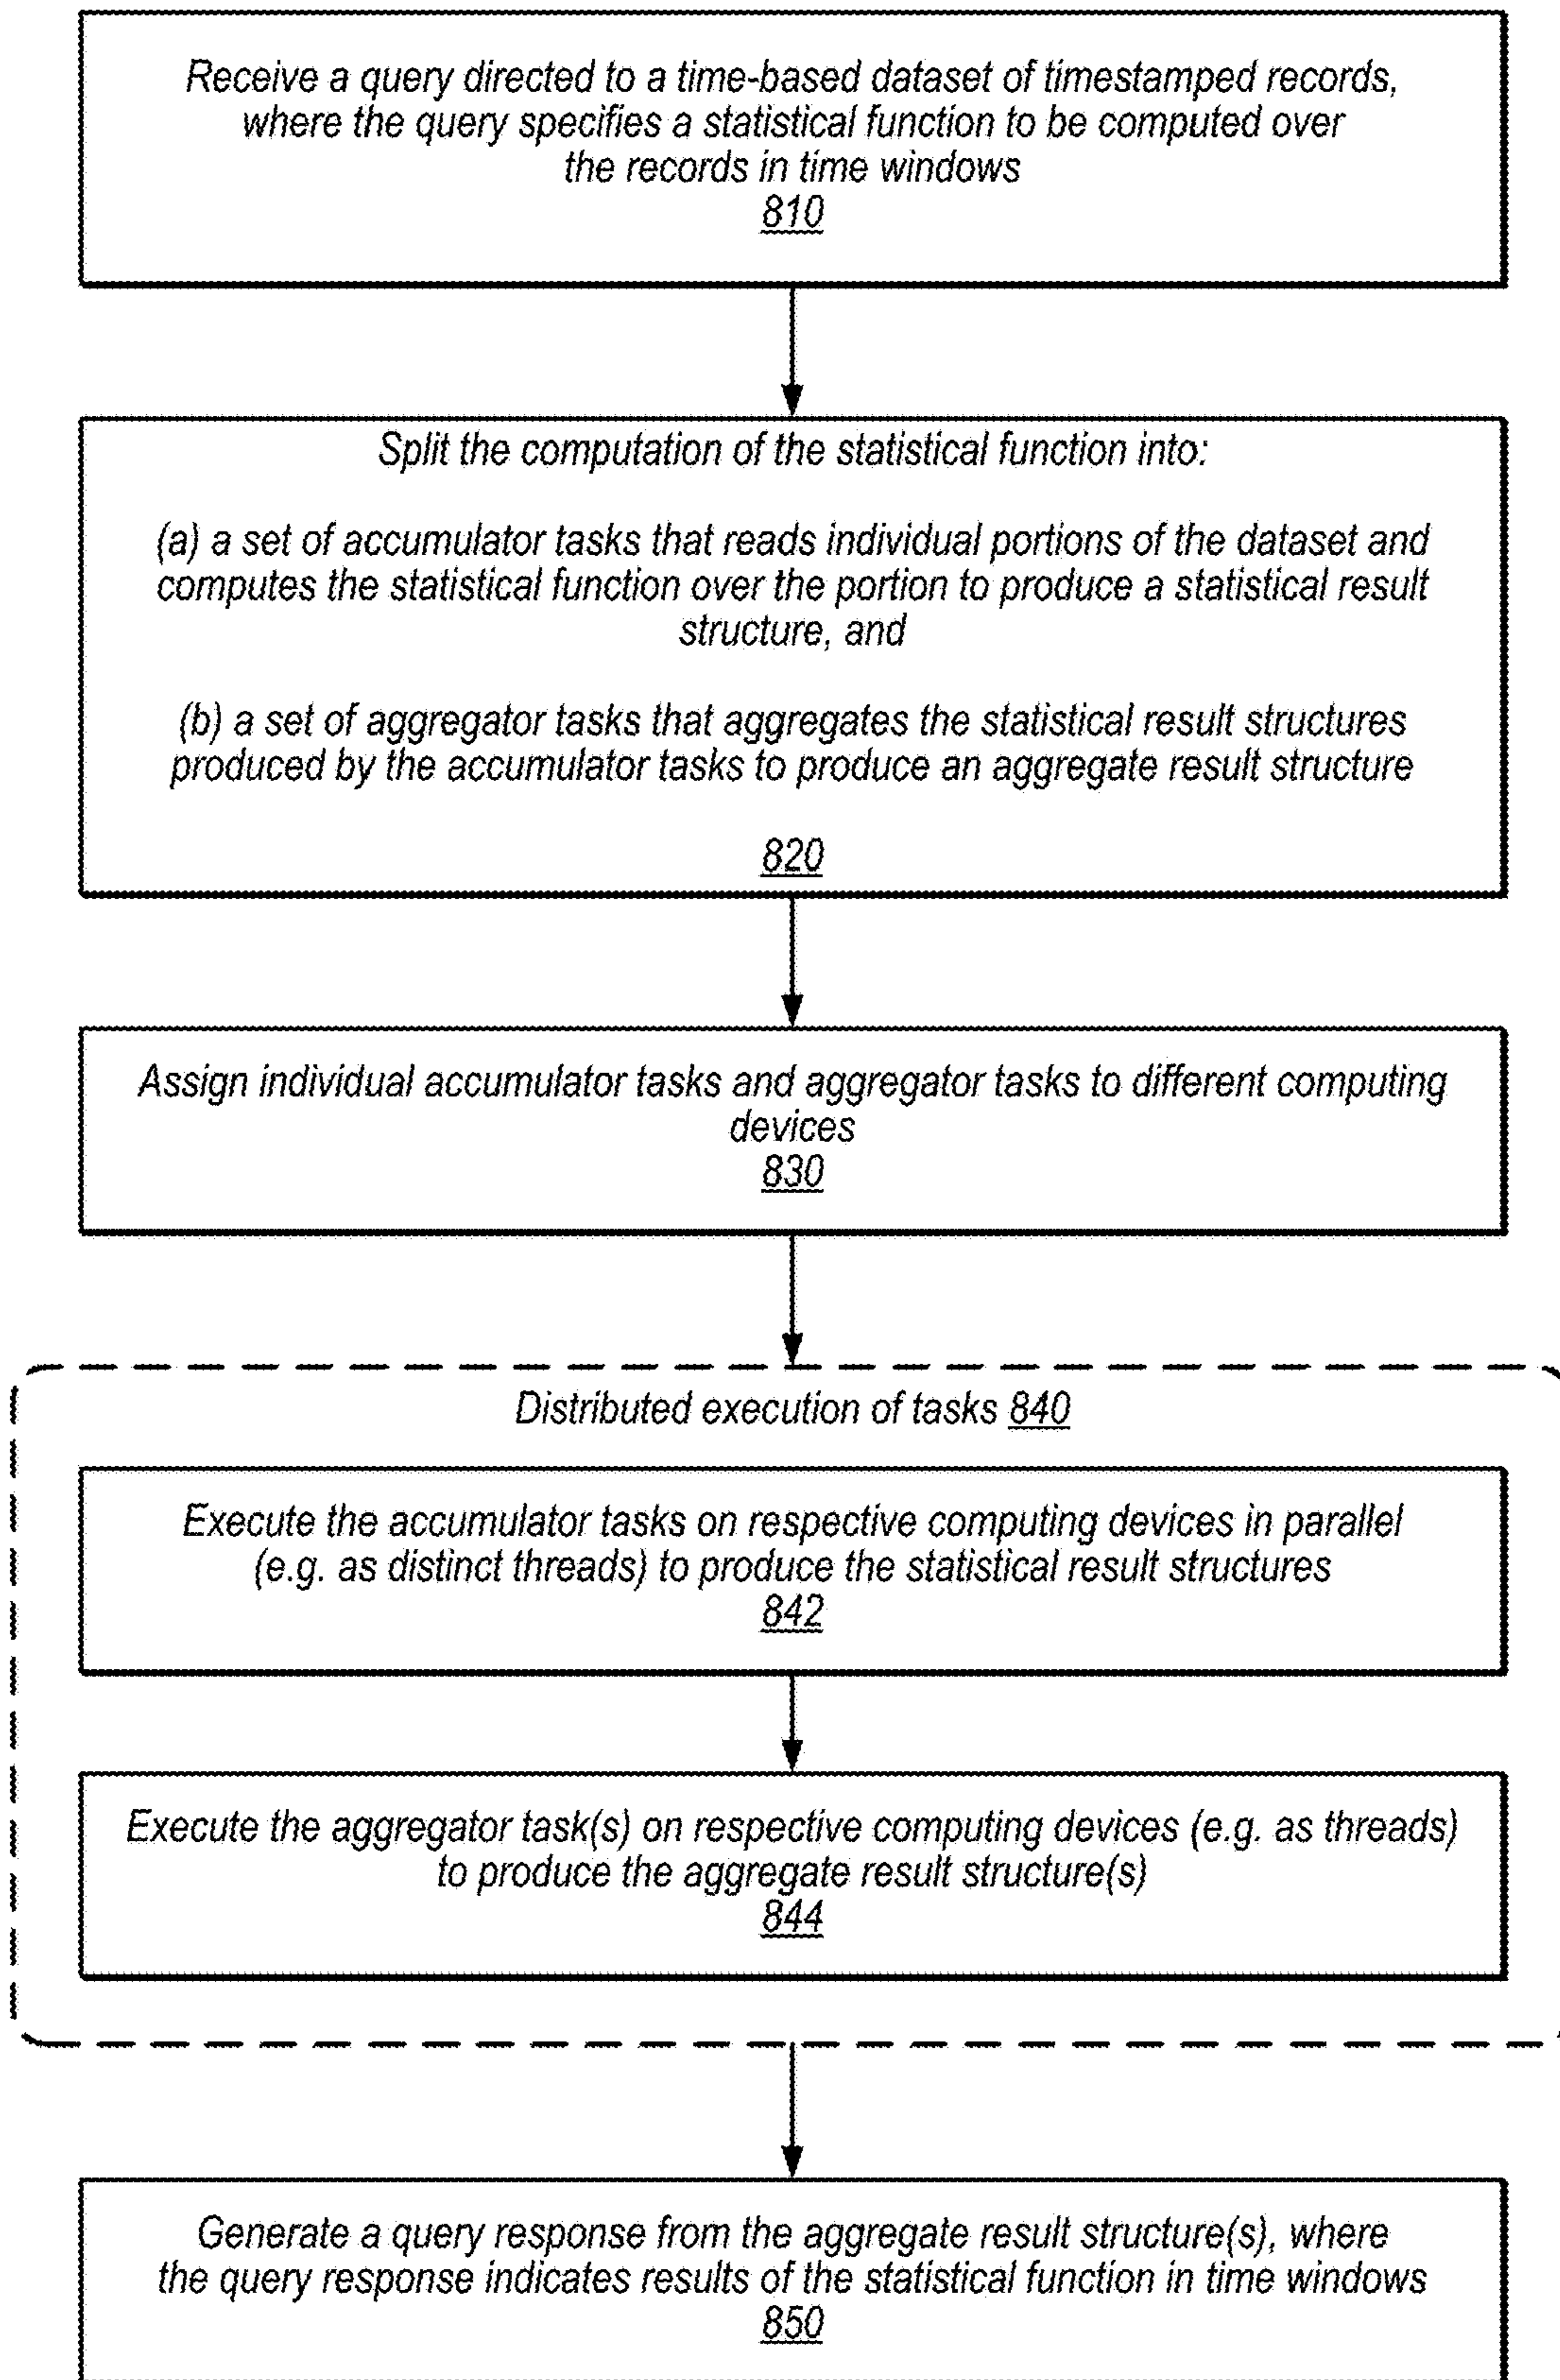 Receive a query directed to a time-based dataset of timestamped records,
where the query specifies a statistical function to be computed over
the records in time windows
810
Split the computation of the statistical function into:
(a) a set of accumulator tasks that reads individual portions of the dataset and
computes the statistical function over the portion to produce a statistical result
structure, and
(b) a set of aggregator tasks that aggregates the statistical result structures
produced by the accumulator tasks to produce an aggregate result structure
820
Assign individual accumulator tasks and aggregator tasks to different computing
devices
830
Distributed execution of tasks 840
Execute the accumulator tasks on respective computing devices in parallel
(e.g. as distinct threads) to produce the statistical result structures
842
Execute the aggregator task(s) on respective computing devices (e.g. as threads)
to produce the aggregate result structure(s)
844
Generate a query response from the aggregate result structure(s), where
the query response indicates results of the statistical function in time windows
850